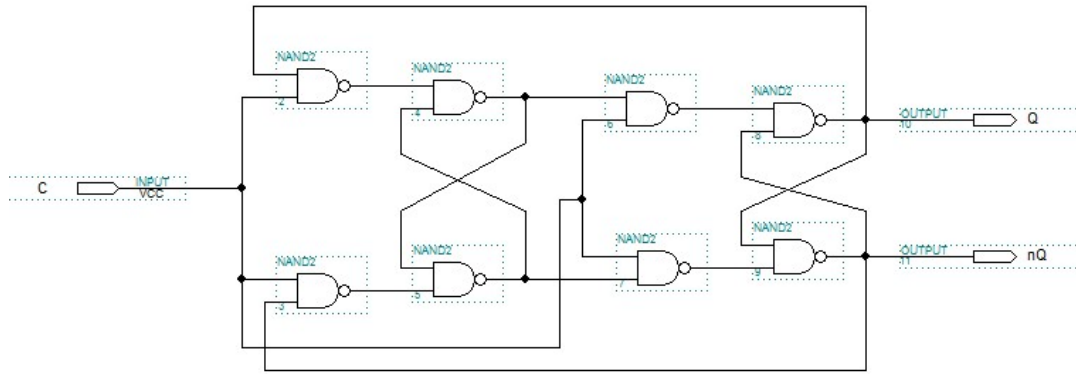 NAND2
2
NAND2
4
NAND2
6
NAND2
8
OUTPUT
10
Q
C
INPUT
VCC
NAND2
3
NAND2
5
NAND2
7
NAND2
9
OUTPUT
11
nQ